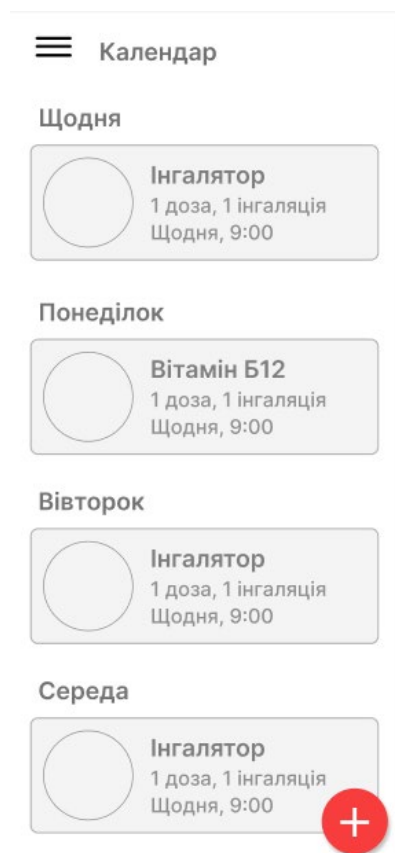 Календар
Щодня
Інгалятор
1 доза, 1 інгаляція
Щодня, 9:00
Понеділок
Вітамін Б12
1 доза, 1 інгаляція
Щодня, 9:00
Вівторок
Інгалятор
1 доза, 1 інгаляція
Щодня, 9:00
Середа
Інгалятор
1 доза, 1 інгаляція
Щодня, 9:00